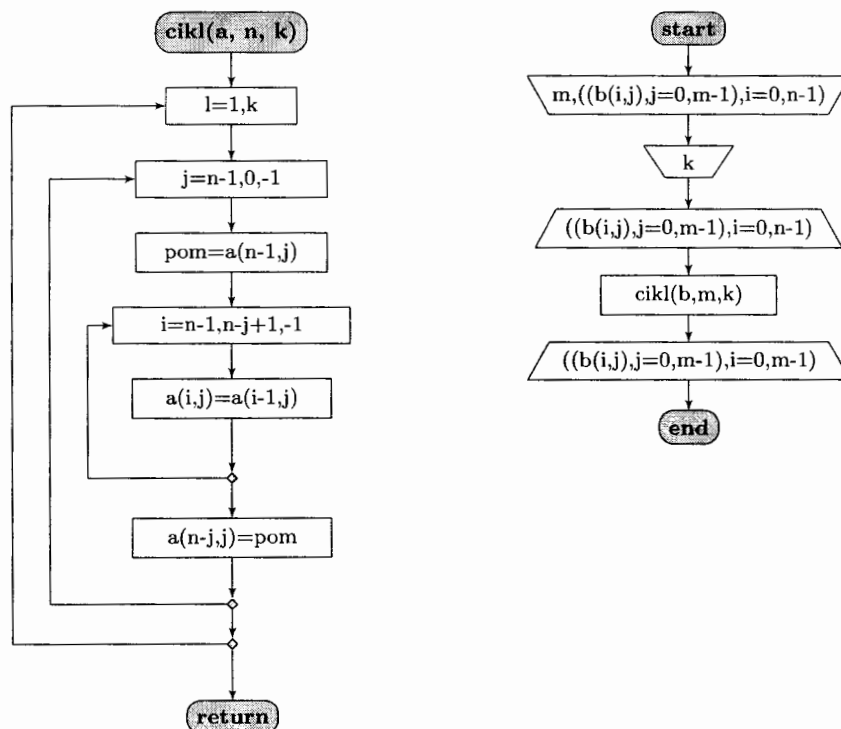 cikl(a, n, k)
l=1,k
j=n-1,0,-1
pom=a(n-1,j)
i=n-1,n-j+1,-1
a(i,j)=a(i-1,j)
a(n-j,j)=pom
return
start
m,((b(i,j),j=0,m-1),i=0,n-1)
k
((b(i,j),j=0,m-1),i=0,n-1)
cikl(b,m,k)
((b(i,j),j=0,m-1),i=0,m-1)
end